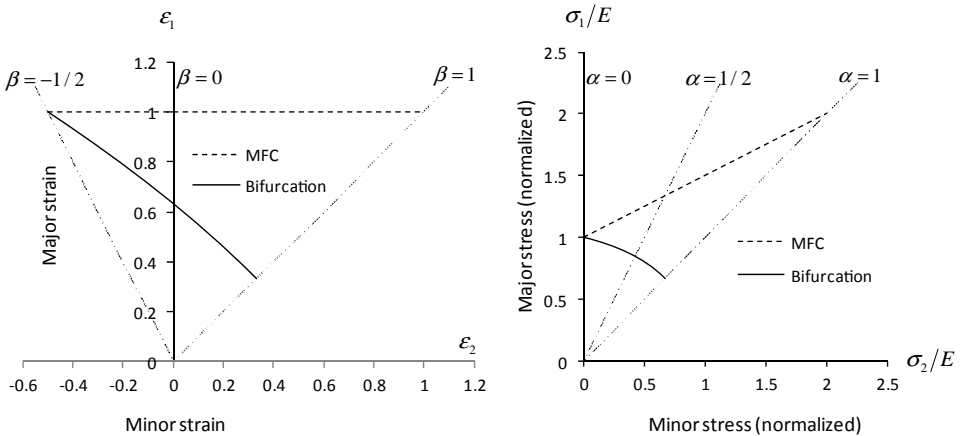 ε1
β = −1/2
β = 0
β = 1
1.2
1
0.8
0.6
0.4
0.2
0
MFC
Bifurcation
Major strain
ε2
-0.6
-0.4
-0.2
0
0.2
0.4
0.6
0.8
1
1.2
Minor strain
σ1/E
2.5
2
1.5
1
0.5
0
α = 0
α = 1/2
α = 1
MFC
Bifurcation
Major stress (normalized)
σ2/E
0
0.5
1
1.5
2
2.5
Minor stress (normalized)